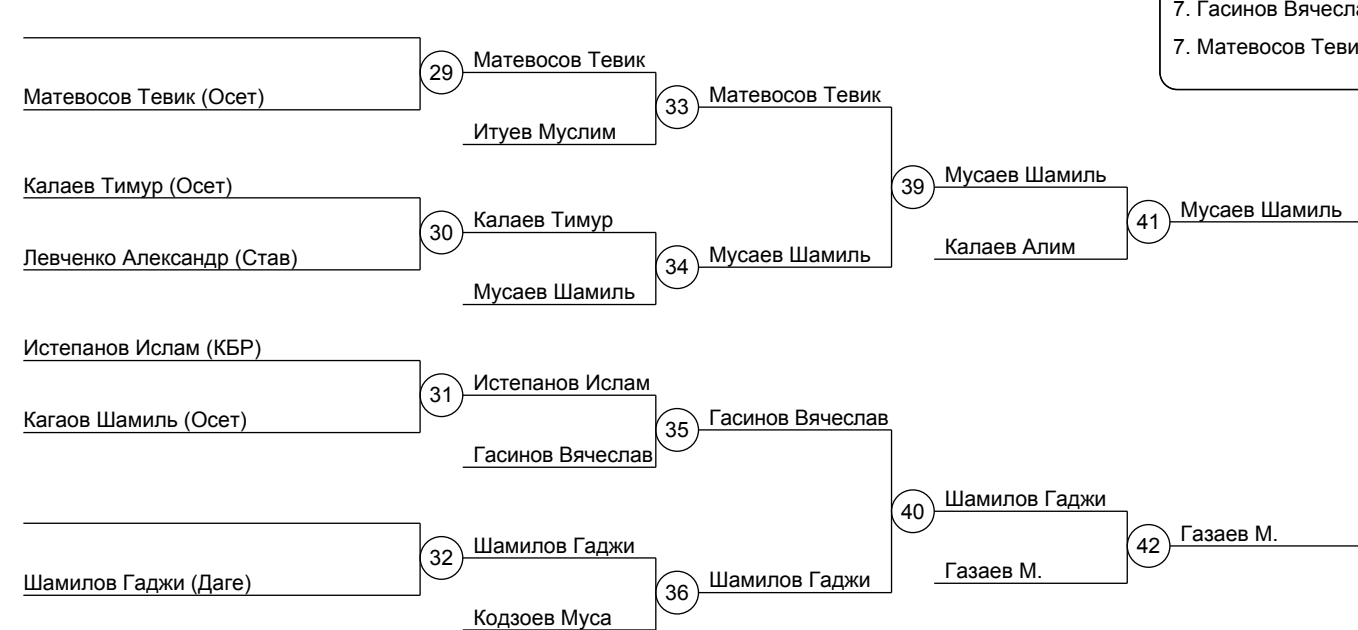 7. Гасинов Вячесл
7. Матевосов Теви
Матевосов Тевик (Осет)
29
Матевосов Тевик
Итуев Муслим
33
Матевосов Тевик
Калаев Тимур (Осет)
Левченко Александр (Став)
30
Калаев Тимур
Мусаев Шамиль
34
Мусаев Шамиль
39
Мусаев Шамиль
Калаев Алим
41
Мусаев Шамиль
Истепанов Ислам (КБР)
Кагаов Шамиль (Осет)
31
Истепанов Ислам
Гасинов Вячеслав
35
Гасинов Вячеслав
Шамилов Гаджи (Даге)
32
Шамилов Гаджи
Кодзоев Муса
36
Шамилов Гаджи
40
Шамилов Гаджи
Газаев М.
42
Газаев М.